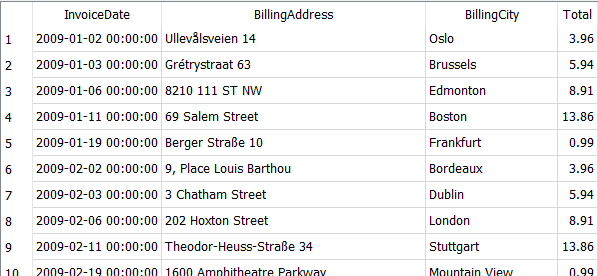 InvoiceDate BillingAddress BillingCity Total
1 2009-01-02 00:00:00 Ullevålsveien 14 Oslo 3.96
2 2009-01-03 00:00:00 Grétrystraat 63 Brussels 5.94
3 2009-01-06 00:00:00 8210 111 ST NW Edmonton 8.91
4 2009-01-11 00:00:00 69 Salem Street Boston 13.86
5 2009-01-19 00:00:00 Berger Straße 10 Frankfurt 0.99
6 2009-02-02 00:00:00 9, Place Louis Barthou Bordeaux 3.96
7 2009-02-03 00:00:00 3 Chatham Street Dublin 5.94
8 2009-02-06 00:00:00 202 Hoxton Street London 8.91
9 2009-02-11 00:00:00 Theodor-Heuss-Straße 34 Stuttgart 13.86
10 2009-02-19 00:00:00 1600 Amphitheatre Parkway Mountain View 0.99